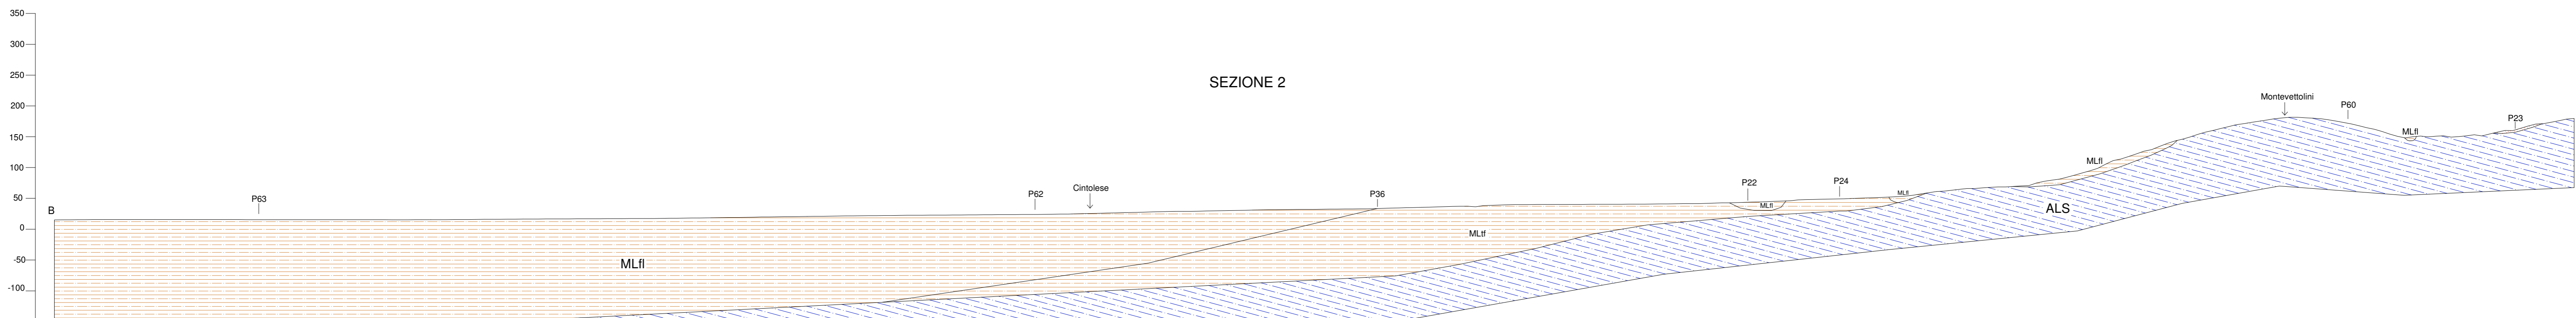 350
300
250
200
150
100
50
0
-50
-100
SEZIONE 2
B
P63
P62
Cintolese
P36
P22
P24
Montevettolini
P60
P23
MLfl
MLtf
MLfl
MLfl
MLfl
MLfl
ALS